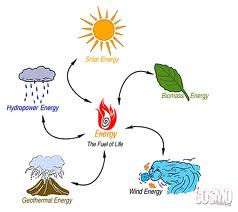 Solar Energy
Hydropower Energy
Biomass Energy
Energy
The Fuel of Life
Geothermal Energy
Wind Energy
COSMO